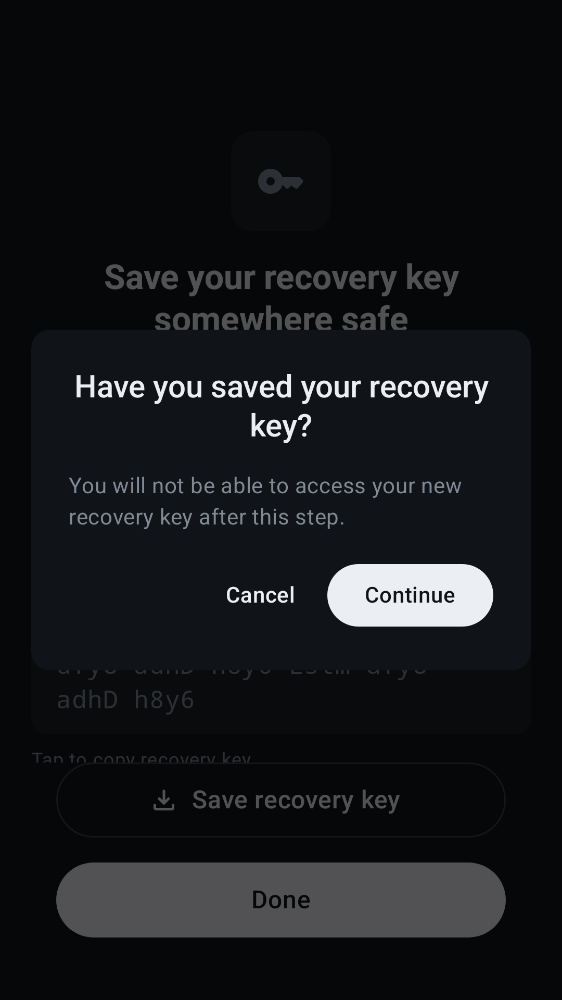 Save your recovery key
somewhere safe
Have you saved your recovery
key?
You will not be able to access your new
recovery key after this step.
Cancel
Continue
adhD h8y6
Tap to copy recovery key
Save recovery key
Done